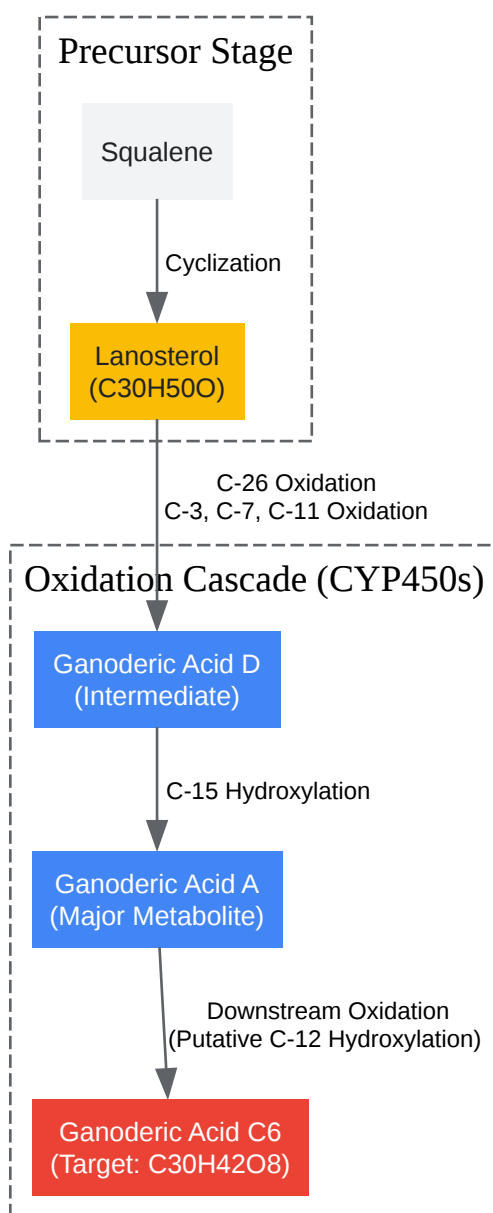 Precursor Stage
Squalene
Cyclization
Lanosterol
(C30H50O)
C-26 Oxidation
C-3, C-7, C-11 Oxidation
Oxidation Cascade (CYP450s)
Ganoderic Acid D
(Intermediate)
C-15 Hydroxylation
Ganoderic Acid A
(Major Metabolite)
Downstream Oxidation
(Putative C-12 Hydroxylation)
Ganoderic Acid C6
(Target: C30H42O8)